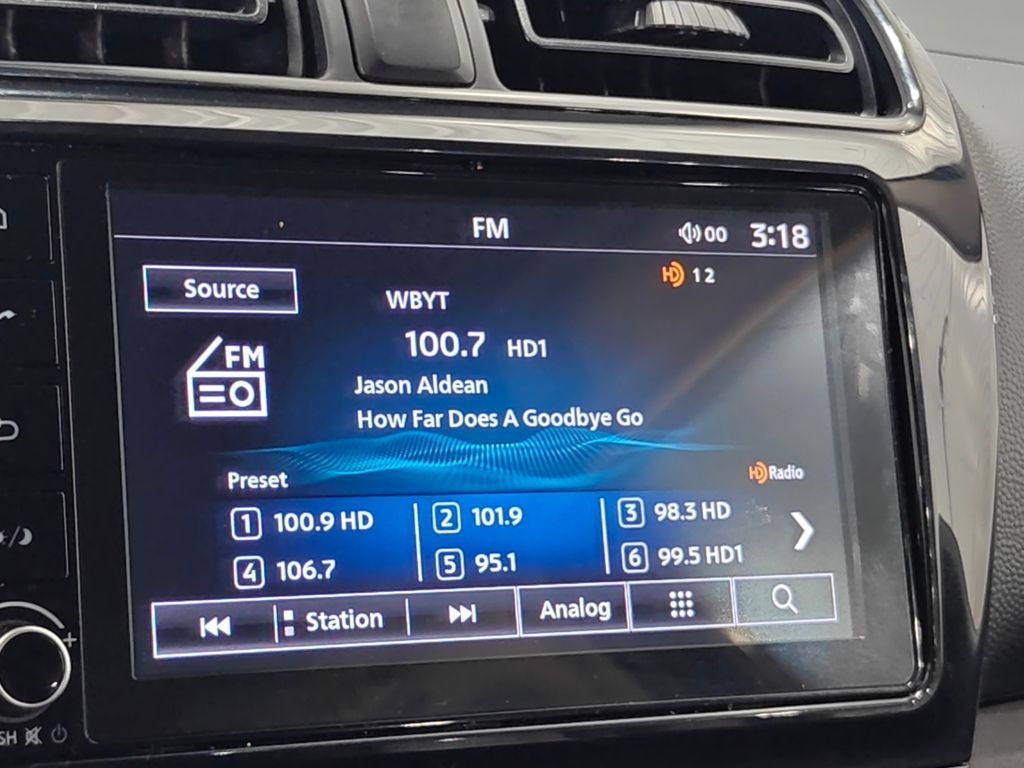 FM 00 3:18
HD 1 2
Source
WBYT
100.7 HD1
FM
Jason Aldean
How Far Does A Goodbye Go
HD Radio
Preset
1 100.9 HD 2 101.9 3 98.3 HD
4 106.7 5 95.1 6 99.5 HD1
Station Analog
SH